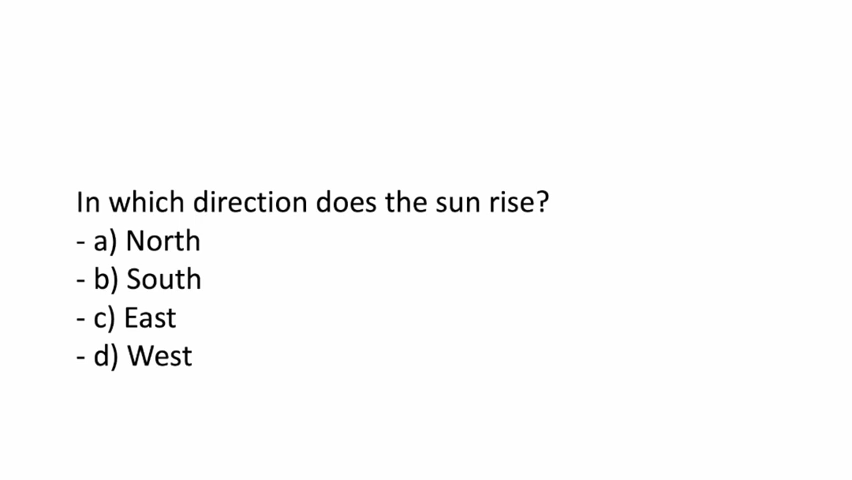 In which direction does the sun rise?
- a) North
- b) South
- c) East
- d) West